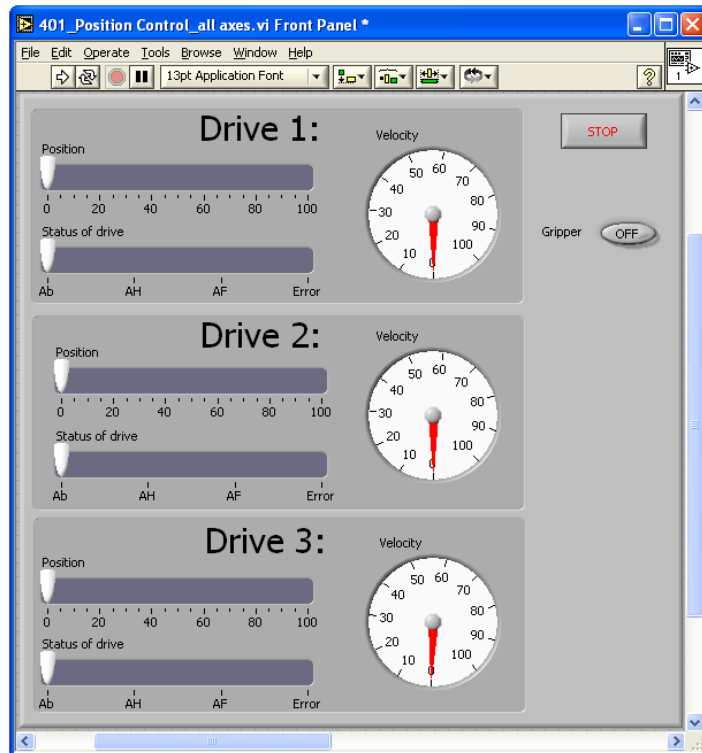 401_Position Control_all axes.vi Front Panel *
File Edit Operate Tools Browse Window Help
13pt Application Font
?
1
Drive 1:
Position
0 20 40 60 80 100
Status of drive
Ab AH AF Error
Velocity
0 10 20 30 40 50 60 70 80 90 100
STOP
Gripper OFF
Drive 2:
Position
0 20 40 60 80 100
Status of drive
Ab AH AF Error
Velocity
0 10 20 30 40 50 60 70 80 90 100
Drive 3:
Position
0 20 40 60 80 100
Status of drive
Ab AH AF Error
Velocity
0 10 20 30 40 50 60 70 80 90 100